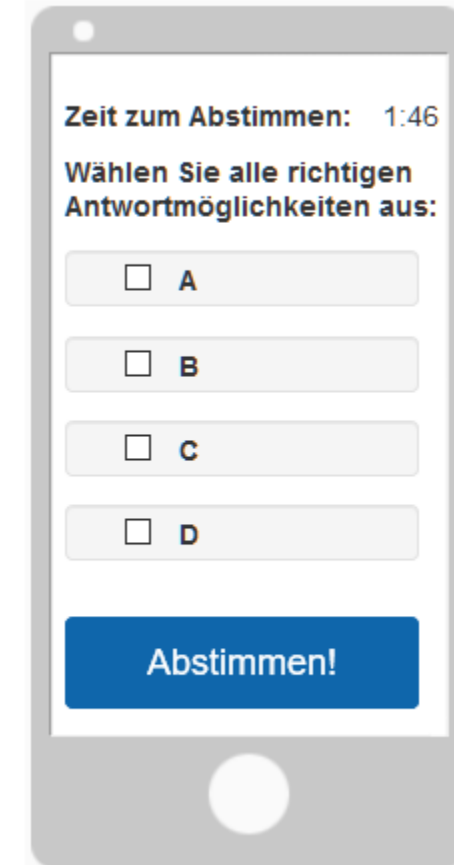 Zeit zum Abstimmen: 1:46
Wählen Sie alle richtigen
Antwortmöglichkeiten aus:
A
B
C
D
Abstimmen!